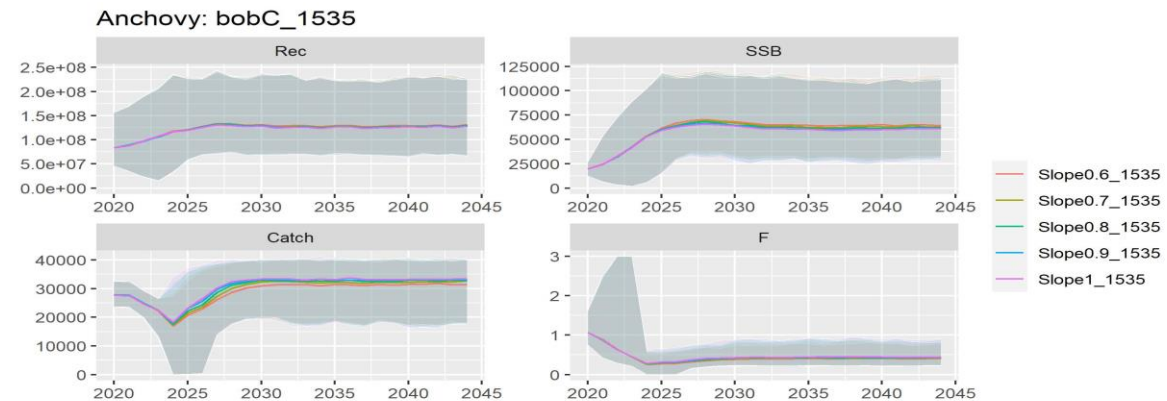 Anchovy: bobC_1535
Rec
SSB
2.5e+08
2.0e+08
1.5e+08
1.0e+08
5.0e+07
0.0e+00
125000
100000
75000
50000
25000
0
2020 2025 2030 2035 2040 2045
2020 2025 2030 2035 2040 2045
Catch
F
40000
30000
20000
10000
0
3
2
1
0
2020 2025 2030 2035 2040 2045
2020 2025 2030 2035 2040 2045
Slope0.6_1535
Slope0.7_1535
Slope0.8_1535
Slope0.9_1535
Slope1_1535